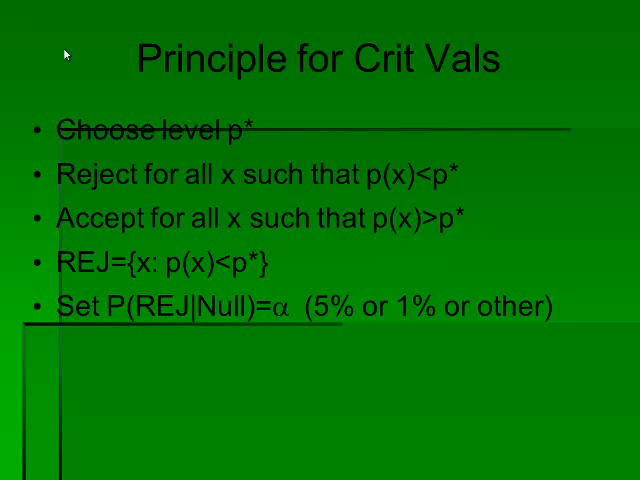 Principle for Crit Vals
• Choose level p*
• Reject for all x such that p(x)<p*
• Accept for all x such that p(x)>p*
• REJ={x: p(x)<p*}
• Set P(REJ|Null)=α (5% or 1% or other)